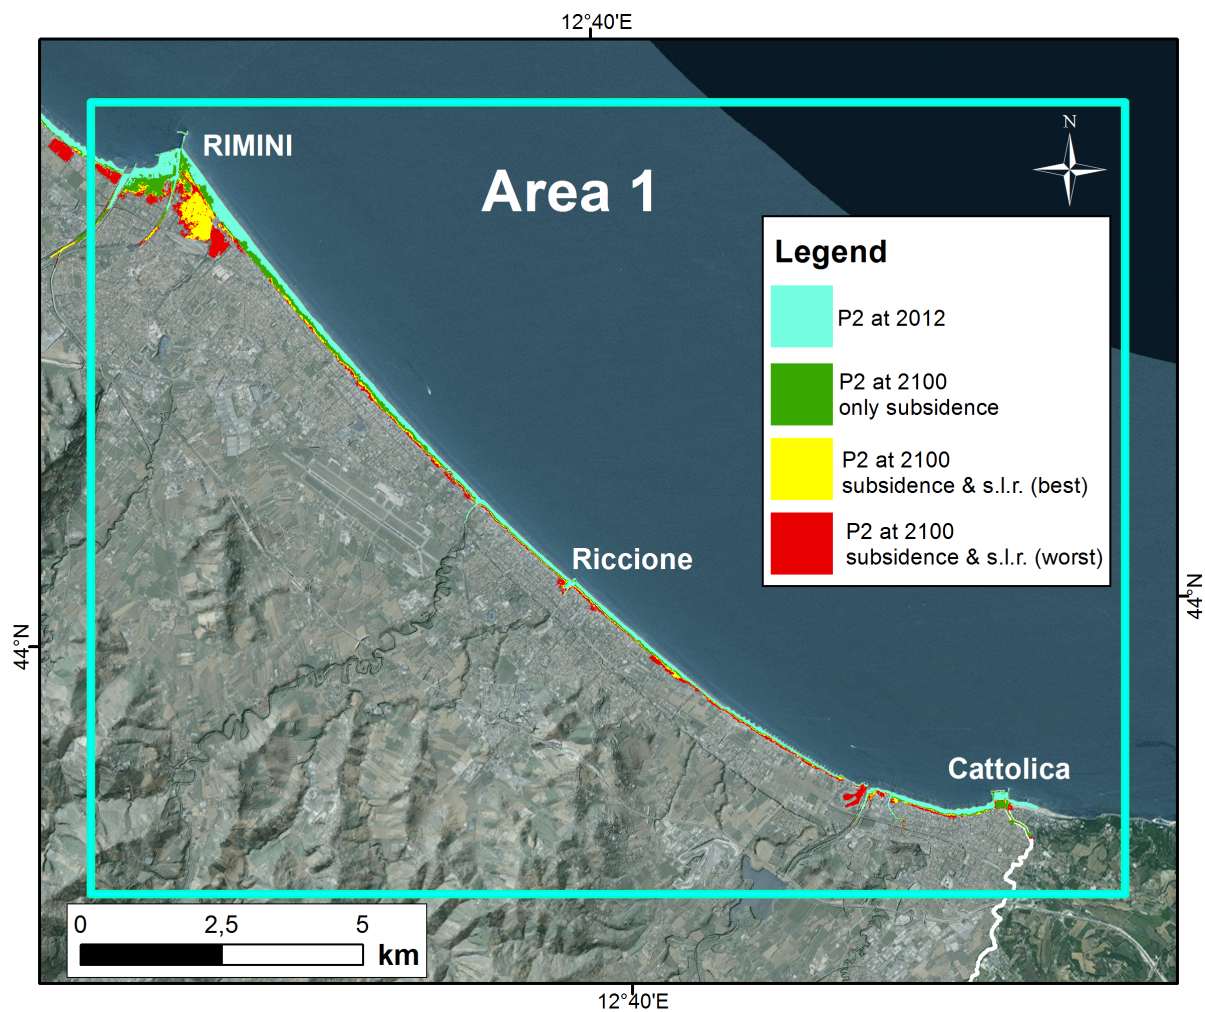 12°40'E
N
RIMINI
Area 1
Legend
P2 at 2012
P2 at 2100
only subsidence
P2 at 2100
subsidence & s.l.r. (best)
P2 at 2100
subsidence & s.l.r. (worst)
Riccione
44°N
44°N
Cattolica
0 2,5 5
km
12°40'E